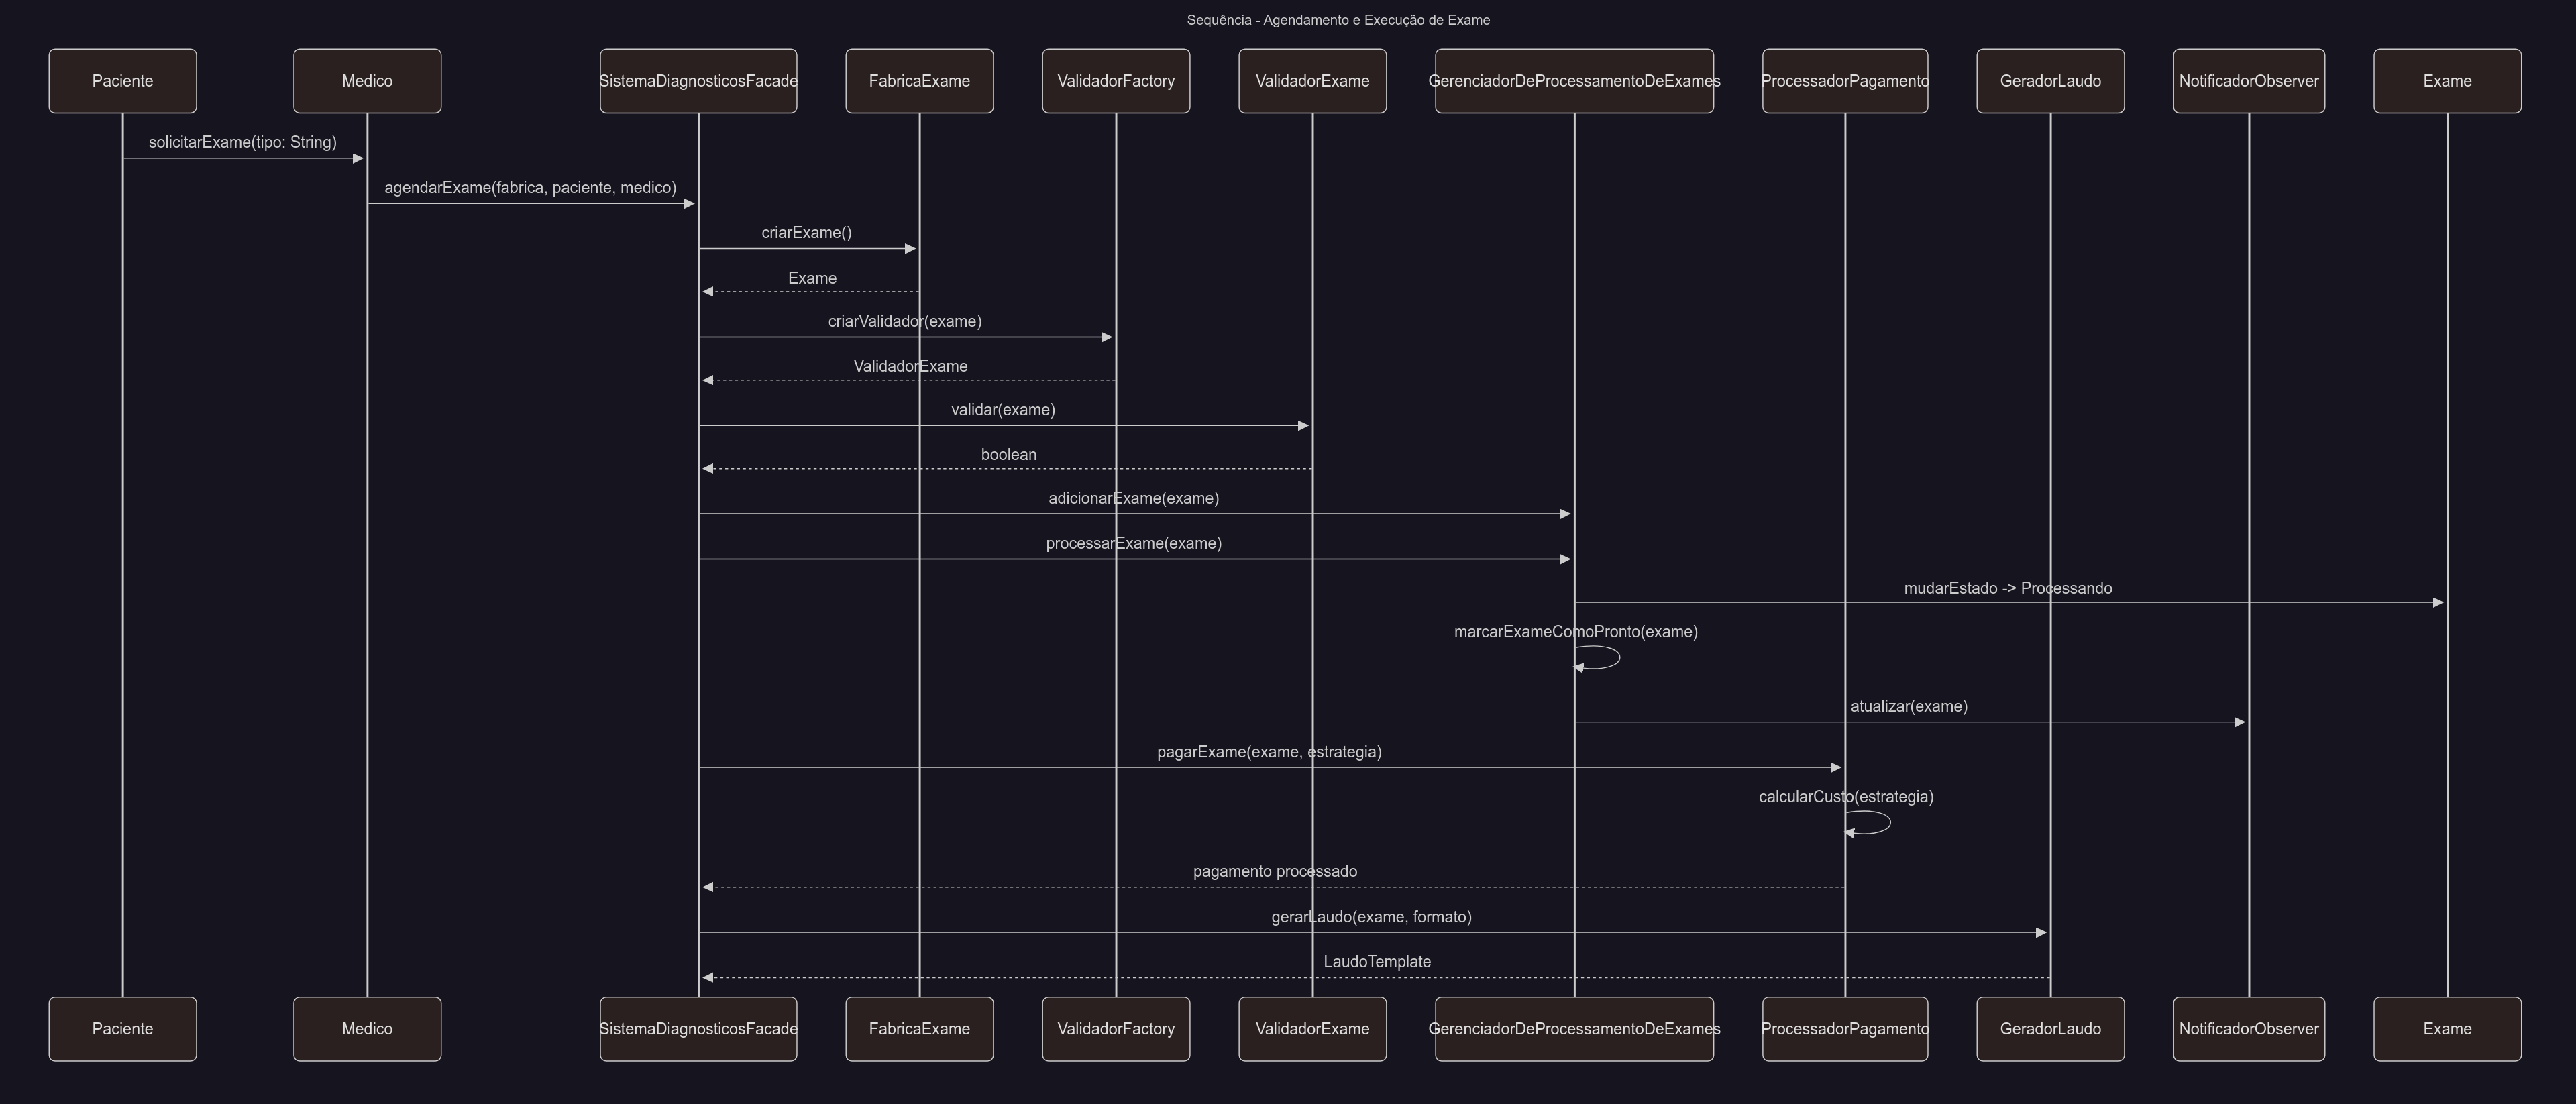 Sequência - Agendamento e Execução de Exame
Paciente
Medico
SistemaDiagnosticosFacade
FabricaExame
ValidadorFactory
ValidadorExame
GerenciadorDeProcessamentoDeExames
ProcessadorPagamento
GeradorLaudo
NotificadorObserver
Exame
solicitarExame(tipo: String)
agendarExame(fabrica, paciente, medico)
criarExame()
Exame
criarValidador(exame)
ValidadorExame
validar(exame)
boolean
adicionarExame(exame)
processarExame(exame)
mudarEstado -> Processando
marcarExameComoPronto(exame)
atualizar(exame)
pagarExame(exame, estrategia)
calcularCusto(estrategia)
pagamento processado
gerarLaudo(exame, formato)
LaudoTemplate
Paciente
Medico
SistemaDiagnosticosFacade
FabricaExame
ValidadorFactory
ValidadorExame
GerenciadorDeProcessamentoDeExames
ProcessadorPagamento
GeradorLaudo
NotificadorObserver
Exame